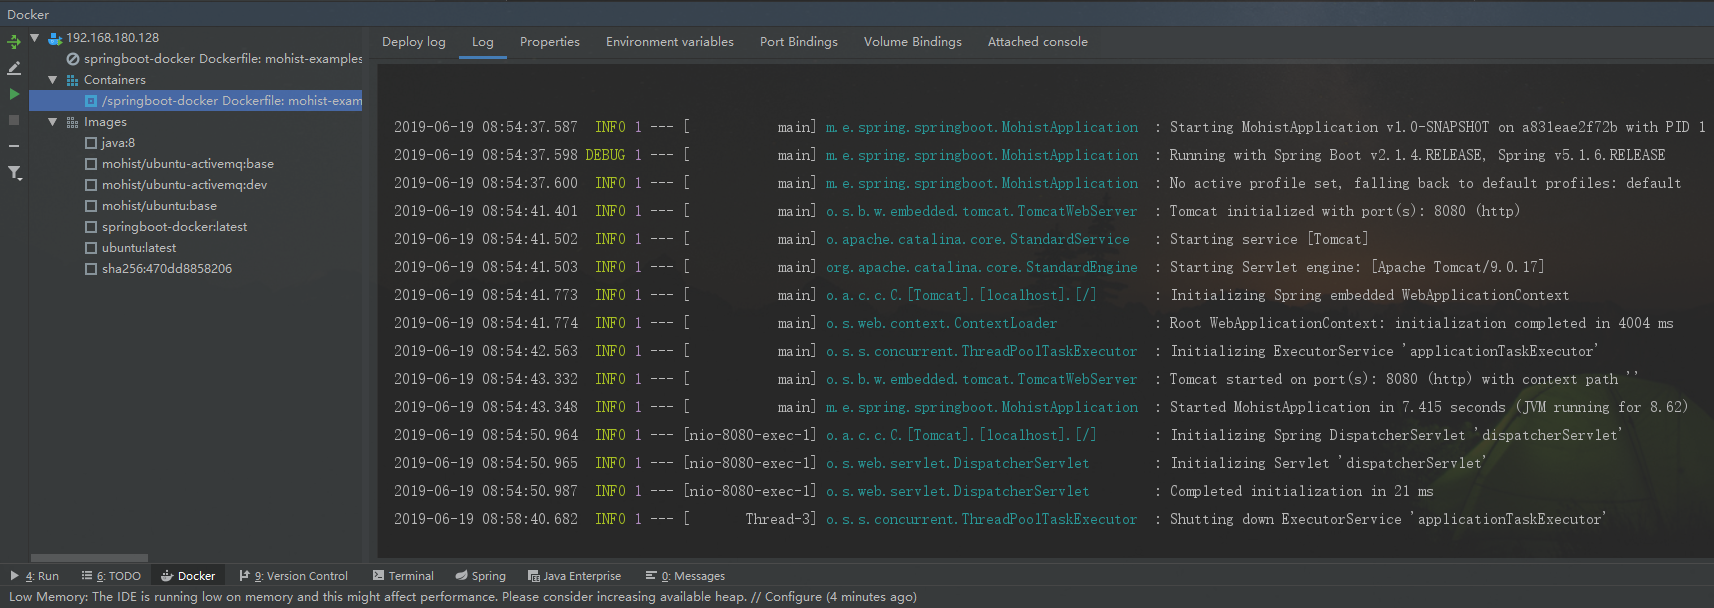 Docker
192.168.180.128
springboot-docker Dockerfile: mohist-examples
Containers
/springboot-docker Dockerfile: mohist-exam
Images
java:8
mohist/ubuntu-activemq:base
mohist/ubuntu-activemq:dev
mohist/ubuntu:base
springboot-docker:latest
ubuntu:latest
sha256:470dd8858206
Deploy log Log Properties Environment variables Port Bindings Volume Bindings Attached console
2019-06-19 08:54:37.587  INFO 1 --- [           main] m.e.spring.springboot.MohistApplication  : Starting MohistApplication v1.0-SNAPSHOT on a831eae2f72b with PID 1
2019-06-19 08:54:37.598 DEBUG 1 --- [           main] m.e.spring.springboot.MohistApplication  : Running with Spring Boot v2.1.4.RELEASE, Spring v5.1.6.RELEASE
2019-06-19 08:54:37.600  INFO 1 --- [           main] m.e.spring.springboot.MohistApplication  : No active profile set, falling back to default profiles: default
2019-06-19 08:54:41.401  INFO 1 --- [           main] o.s.b.w.embedded.tomcat.TomcatWebServer  : Tomcat initialized with port(s): 8080 (http)
2019-06-19 08:54:41.502  INFO 1 --- [           main] o.apache.catalina.core.StandardService   : Starting service [Tomcat]
2019-06-19 08:54:41.503  INFO 1 --- [           main] org.apache.catalina.core.StandardEngine  : Starting Servlet engine: [Apache Tomcat/9.0.17]
2019-06-19 08:54:41.773  INFO 1 --- [           main] o.a.c.c.C.[Tomcat].[localhost].[/]       : Initializing Spring embedded WebApplicationContext
2019-06-19 08:54:41.774  INFO 1 --- [           main] o.s.web.context.ContextLoader            : Root WebApplicationContext: initialization completed in 4004 ms
2019-06-19 08:54:42.563  INFO 1 --- [           main] o.s.s.concurrent.ThreadPoolTaskExecutor  : Initializing ExecutorService 'applicationTaskExecutor'
2019-06-19 08:54:43.332  INFO 1 --- [           main] o.s.b.w.embedded.tomcat.TomcatWebServer  : Tomcat started on port(s): 8080 (http) with context path ''
2019-06-19 08:54:43.348  INFO 1 --- [           main] m.e.spring.springboot.MohistApplication  : Started MohistApplication in 7.415 seconds (JVM running for 8.62)
2019-06-19 08:54:50.964  INFO 1 --- [nio-8080-exec-1] o.a.c.c.C.[Tomcat].[localhost].[/]       : Initializing Spring DispatcherServlet 'dispatcherServlet'
2019-06-19 08:54:50.965  INFO 1 --- [nio-8080-exec-1] o.s.web.servlet.DispatcherServlet        : Initializing Servlet 'dispatcherServlet'
2019-06-19 08:54:50.987  INFO 1 --- [nio-8080-exec-1] o.s.web.servlet.DispatcherServlet        : Completed initialization in 21 ms
2019-06-19 08:58:40.682  INFO 1 --- [       Thread-3] o.s.s.concurrent.ThreadPoolTaskExecutor  : Shutting down ExecutorService 'applicationTaskExecutor'
4: Run 6: TODO Docker 9: Version Control Terminal Spring Java Enterprise 0: Messages
Low Memory: The IDE is running low on memory and this might affect performance. Please consider increasing available heap. // Configure (4 minutes ago)